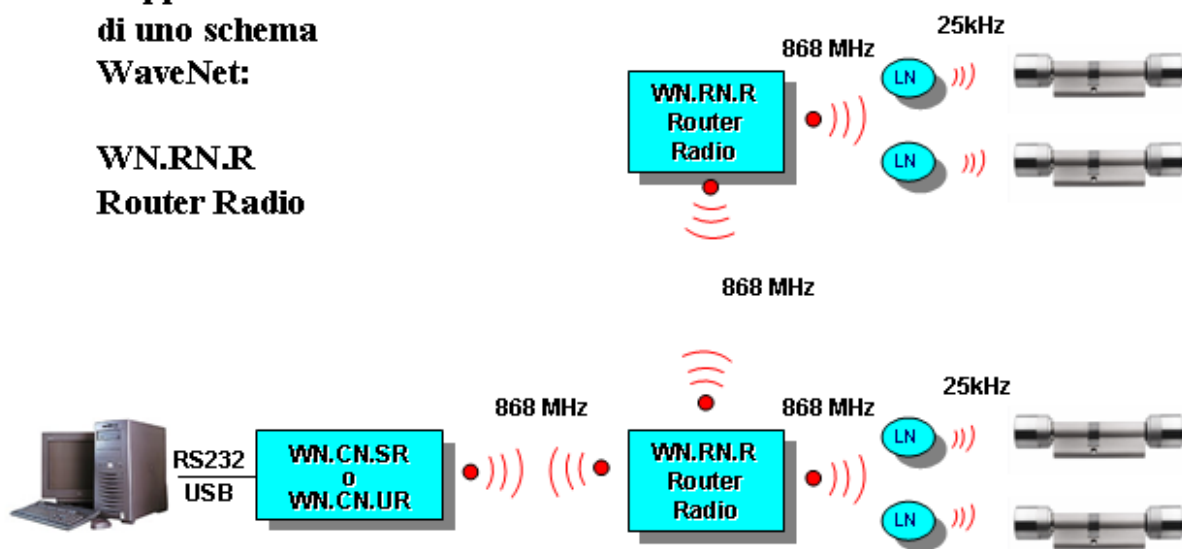 di uno schema
WaveNet:
WN.RN.R
Router Radio
868 MHz
25kHz
WN.RN.R
Router
Radio
LN
LN
868 MHz
868 MHz
868 MHz
25kHz
RS232
USB
WN.CN.SR
o
WN.CN.UR
WN.RN.R
Router
Radio
LN
LN